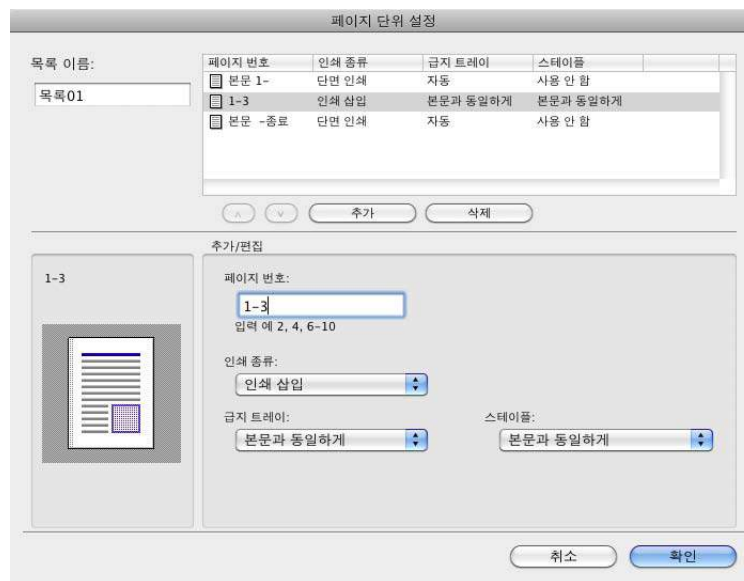 페이지 단위 설정
목록 이름:
목록01
페이지 번호 인쇄 종류 급지 트레이 스테이플
본문 1- 단면 인쇄 자동 사용 안 함
1-3 인쇄 삽입 본문과 동일하게 본문과 동일하게
본문 -종료 단면 인쇄 자동 사용 안 함
추가 삭제
추가/편집
1-3
페이지 번호:
1-3
입력 예 2, 4, 6-10
인쇄 종류:
인쇄 삽입
급지 트레이: 스테이플:
본문과 동일하게 본문과 동일하게
취소 확인